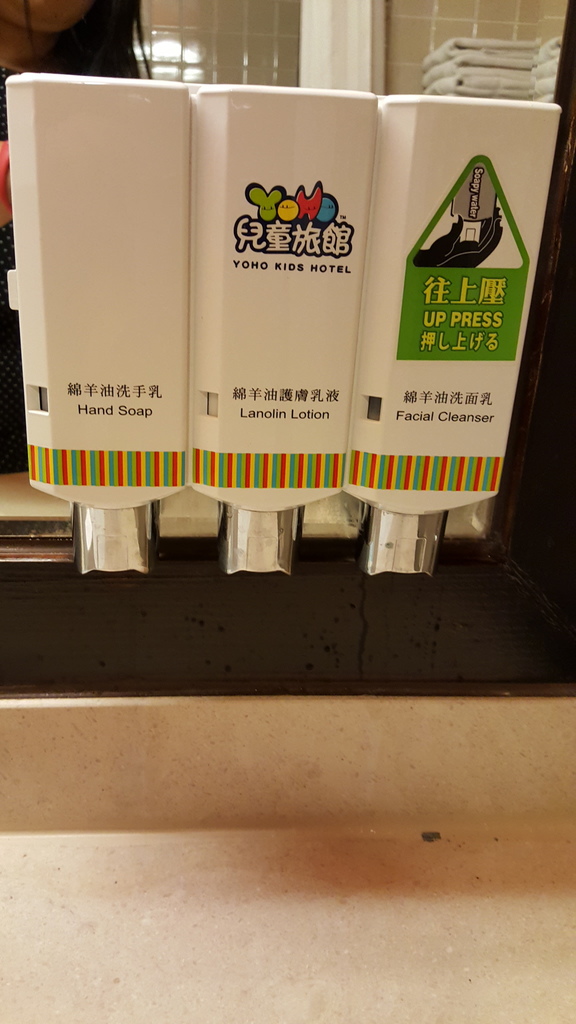 綿羊油洗手乳
Hand Soap
YOHO ™
兒童旅館
YOHO KIDS HOTEL
綿羊油護膚乳液
Lanolin Lotion
Soapy water
往上壓
UP PRESS
押し上げる
綿羊油洗面乳
Facial Cleanser